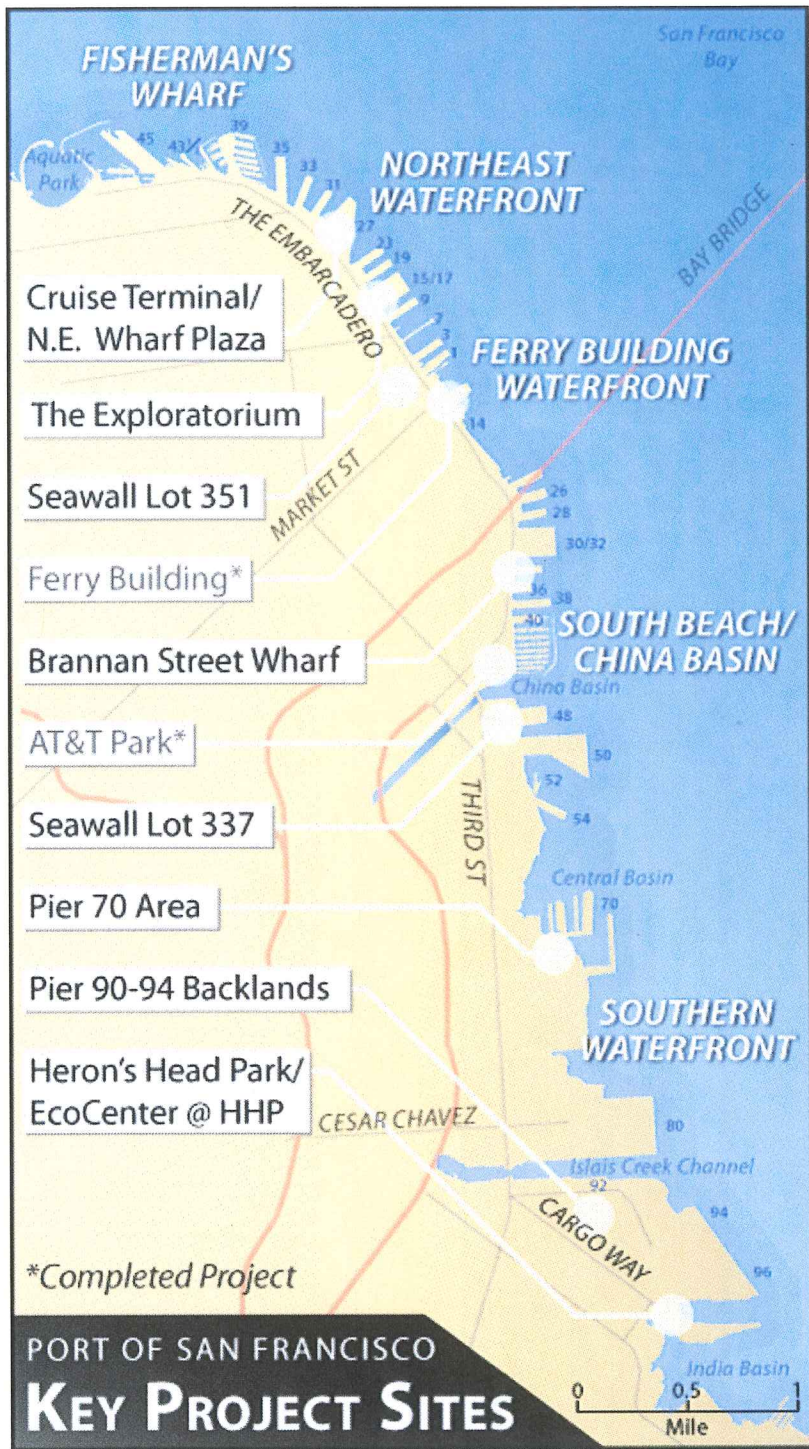 San Francisco
Bay
FISHERMAN'S
WHARF
Aquatic
Park
45
43½
39
35
33
31
27
23
19
15/17
9
7
3
1
14
NORTHEAST
WATERFRONT
THE EMBARCADERO
BAY BRIDGE
Cruise Terminal/
N.E. Wharf Plaza
FERRY BUILDING
WATERFRONT
The Exploratorium
Seawall Lot 351
MARKET ST
Ferry Building*
26
28
30/32
36
38
40
Brannan Street Wharf
SOUTH BEACH/
CHINA BASIN
China Basin
AT&T Park*
48
50
52
54
THIRD ST
Seawall Lot 337
Central Basin
70
Pier 70 Area
Pier 90-94 Backlands
SOUTHERN
WATERFRONT
Heron's Head Park/
EcoCenter @ HHP
CESAR CHAVEZ
80
Islais Creek Channel
92
94
CARGO WAY
96
*Completed Project
India Basin
PORT OF SAN FRANCISCO
KEY PROJECT SITES
0 0.5 1
Mile